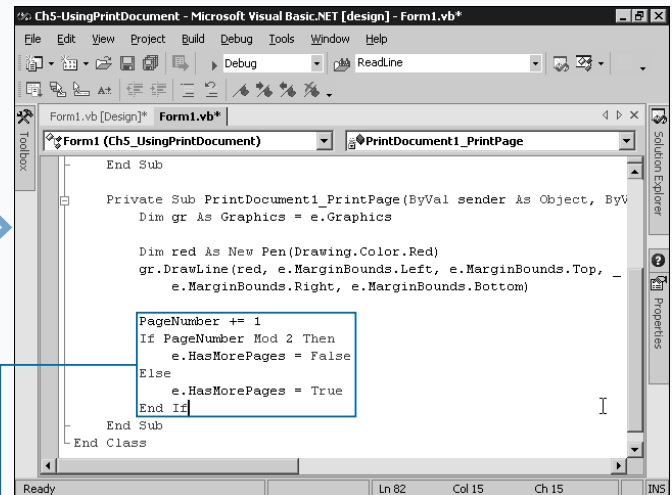 Ch5-UsingPrintDocument - Microsoft Visual Basic.NET [design] - Form1.vb*
File Edit View Project Build Debug Tools Window Help
Debug ReadLine
Form1.vb [Design]* Form1.vb*
Form1 (Ch5_UsingPrintDocument) PrintDocument1_PrintPage
Toolbox
Solution Explorer
Properties
End Sub
Private Sub PrintDocument1_PrintPage(ByVal sender As Object, ByV
Dim gr As Graphics = e.Graphics
Dim red As New Pen(Drawing.Color.Red)
gr.DrawLine(red, e.MarginBounds.Left, e.MarginBounds.Top, _
e.MarginBounds.Right, e.MarginBounds.Bottom)
PageNumber += 1
If PageNumber Mod 2 Then
e.HasMorePages = False
Else
e.HasMorePages = True
End If
End Sub
End Class
Ready Ln 82 Col 15 Ch 15 INS